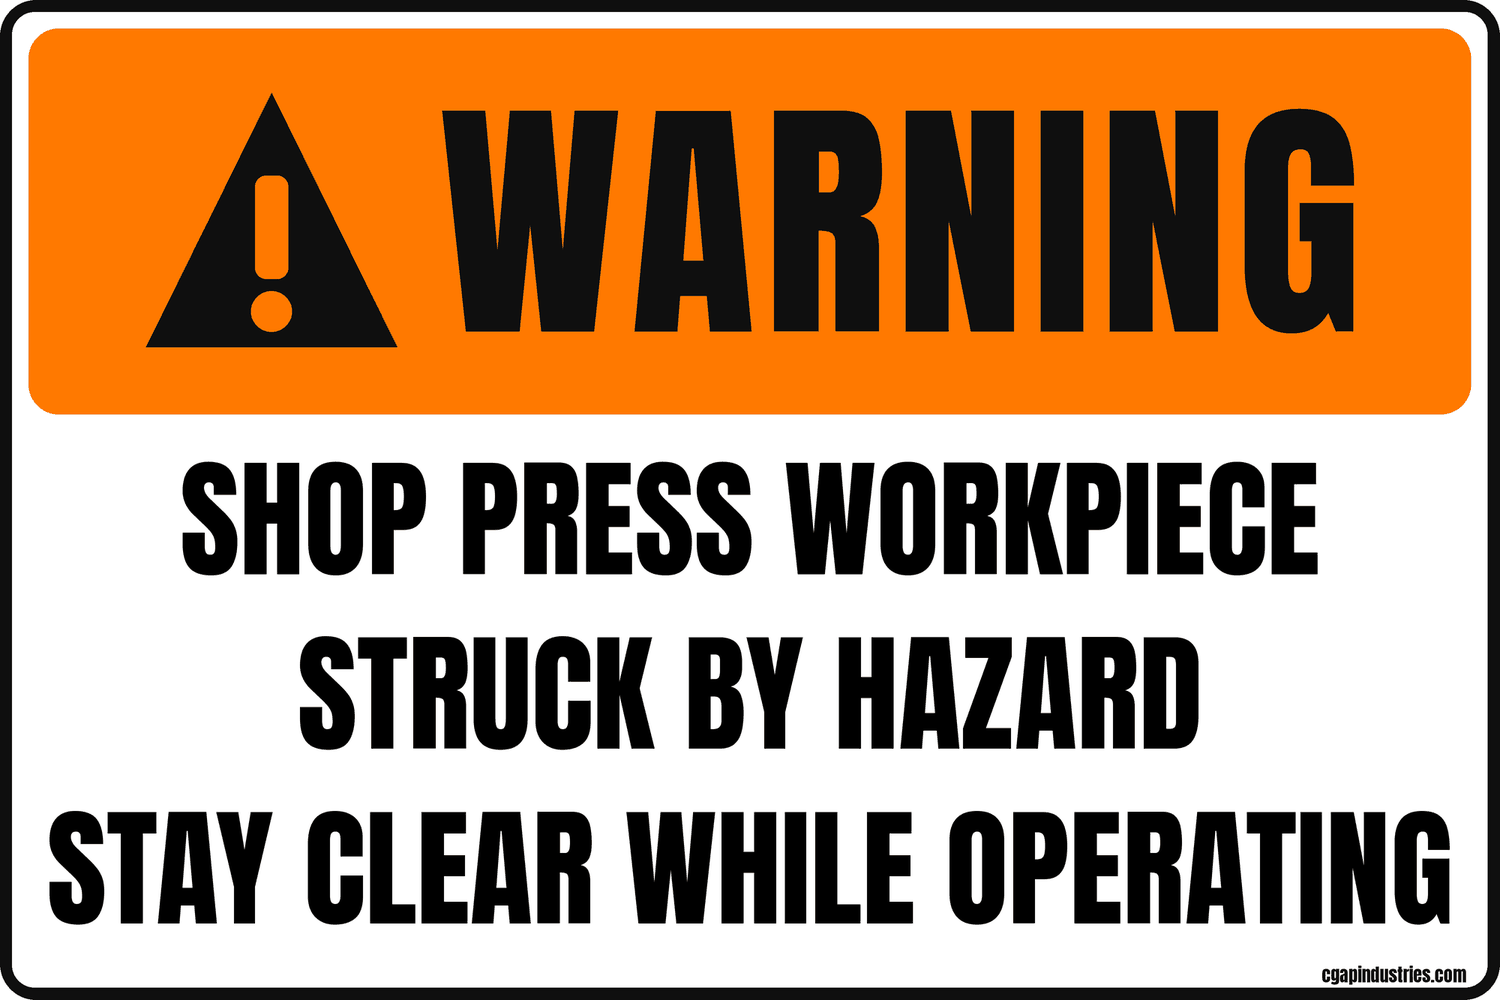 WARNING
SHOP PRESS WORKPIECE
STRUCK BY HAZARD
STAY CLEAR WHILE OPERATING
cgapindustries.com